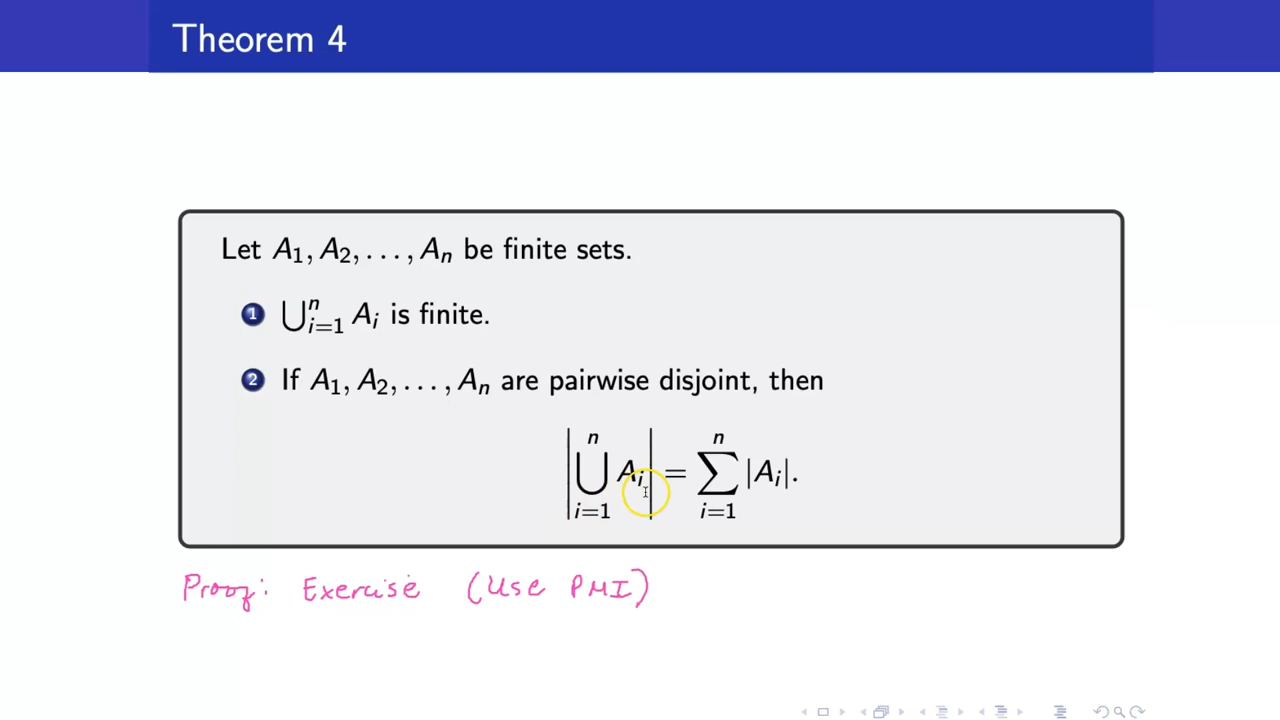 Theorem 4
Let A₁, A₂, . . . , Aₙ be finite sets.
1 ⋃ⁿᵢ₌₁ Aᵢ is finite.
2 If A₁, A₂, . . . , Aₙ are pairwise disjoint, then
|⋃ⁿᵢ₌₁ Aᵢ| = ∑ⁿᵢ₌₁ |Aᵢ|.
Proof: Exercise (Use PMI)